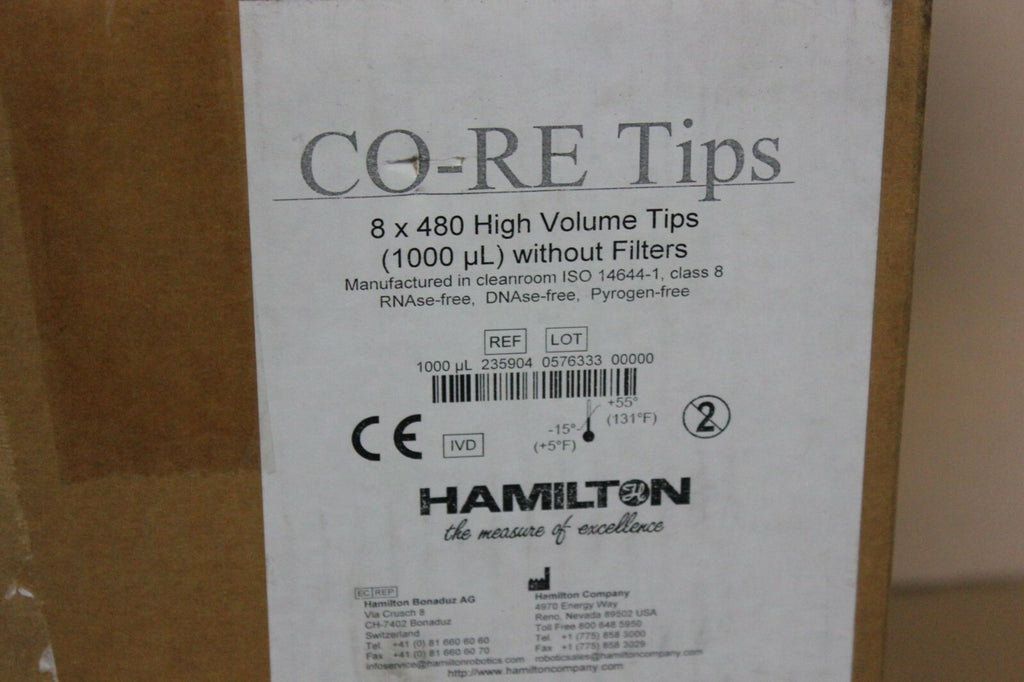 CO-RE Tips
8 x 480 High Volume Tips
(1000 µL) without Filters
Manufactured in cleanroom ISO 14644-1, class 8
RNAse-free, DNAse-free, Pyrogen-free
REF LOT
1000 µL 235904 0576333 00000
+55°
(131°F)
-15°
(+5°F)
2
CE
IVD
HAMILTON
the measure of excellence
EC REP
Hamilton Bonaduz AG
Via Crusch 8
CH-7402 Bonaduz
Switzerland
Tel. +41 (0) 81 660 60 60
Fax +41 (0) 81 660 60 70
infoservice@hamiltonrobotics.com
Hamilton Company
4970 Energy Way
Reno, Nevada 89502 USA
Toll Free 800 648 5950
Tel. +1 (775) 858 3000
Fax +1 (775) 858 3029
roboticsales@hamiltoncompany.com
http://www.hamiltoncompany.com